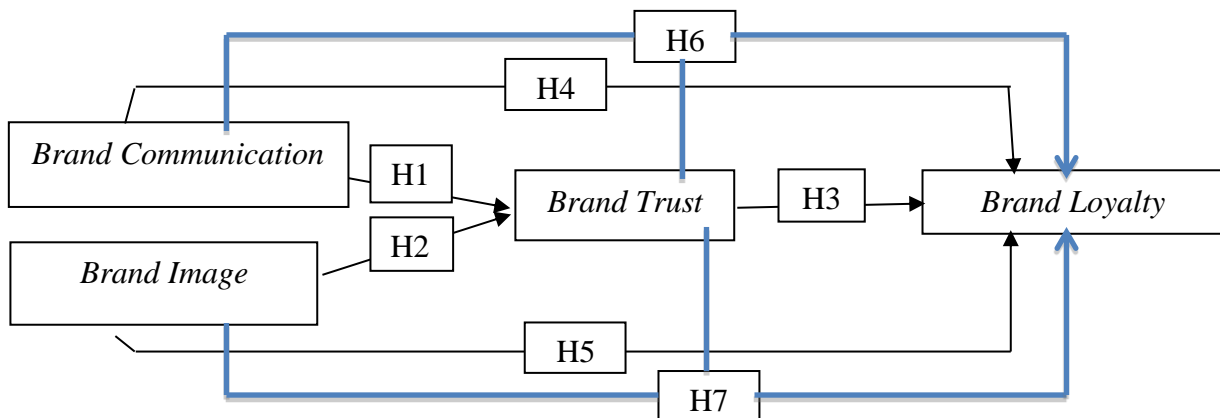 H6
H4
Brand Communication
H1
Brand Trust
H3
Brand Loyalty
H2
Brand Image
H5
H7